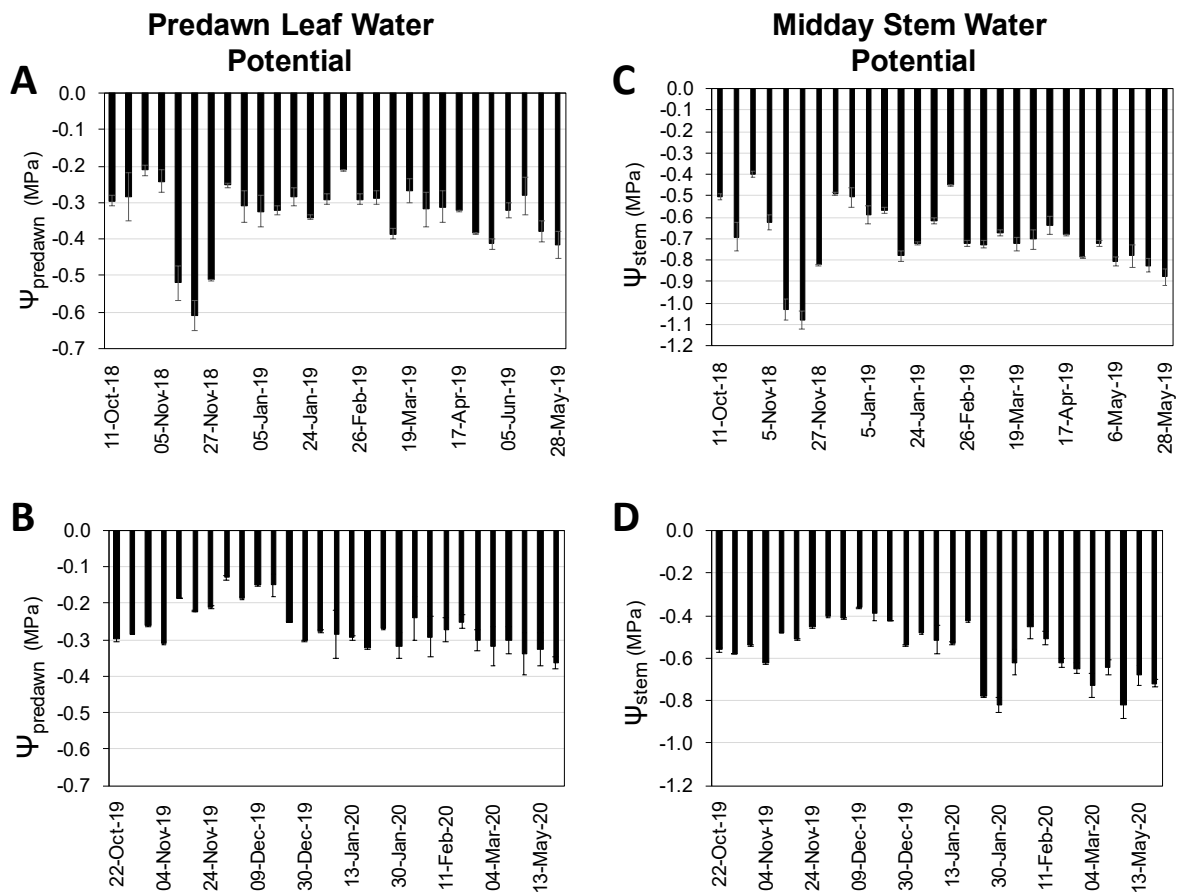 Predawn Leaf Water
Potential
Midday Stem Water
Potential
A
0.0
-0.1
-0.2
-0.3
-0.4
-0.5
-0.6
-0.7
Ψpredawn (MPa)
11-Oct-18
05-Nov-18
27-Nov-18
05-Jan-19
24-Jan-19
26-Feb-19
19-Mar-19
17-Apr-19
05-Jun-19
28-May-19
C
0.0
-0.1
-0.2
-0.3
-0.4
-0.5
-0.6
-0.7
-0.8
-0.9
-1.0
-1.1
-1.2
Ψstem (MPa)
11-Oct-18
5-Nov-18
27-Nov-18
5-Jan-19
24-Jan-19
26-Feb-19
19-Mar-19
17-Apr-19
6-May-19
28-May-19
B
0.0
-0.1
-0.2
-0.3
-0.4
-0.5
-0.6
-0.7
Ψpredawn (MPa)
22-Oct-19
04-Nov-19
24-Nov-19
09-Dec-19
30-Dec-19
13-Jan-20
30-Jan-20
11-Feb-20
04-Mar-20
13-May-20
D
0.0
-0.2
-0.4
-0.6
-0.8
-1.0
-1.2
Ψstem (MPa)
22-Oct-19
04-Nov-19
24-Nov-19
09-Dec-19
30-Dec-19
13-Jan-20
30-Jan-20
11-Feb-20
04-Mar-20
13-May-20